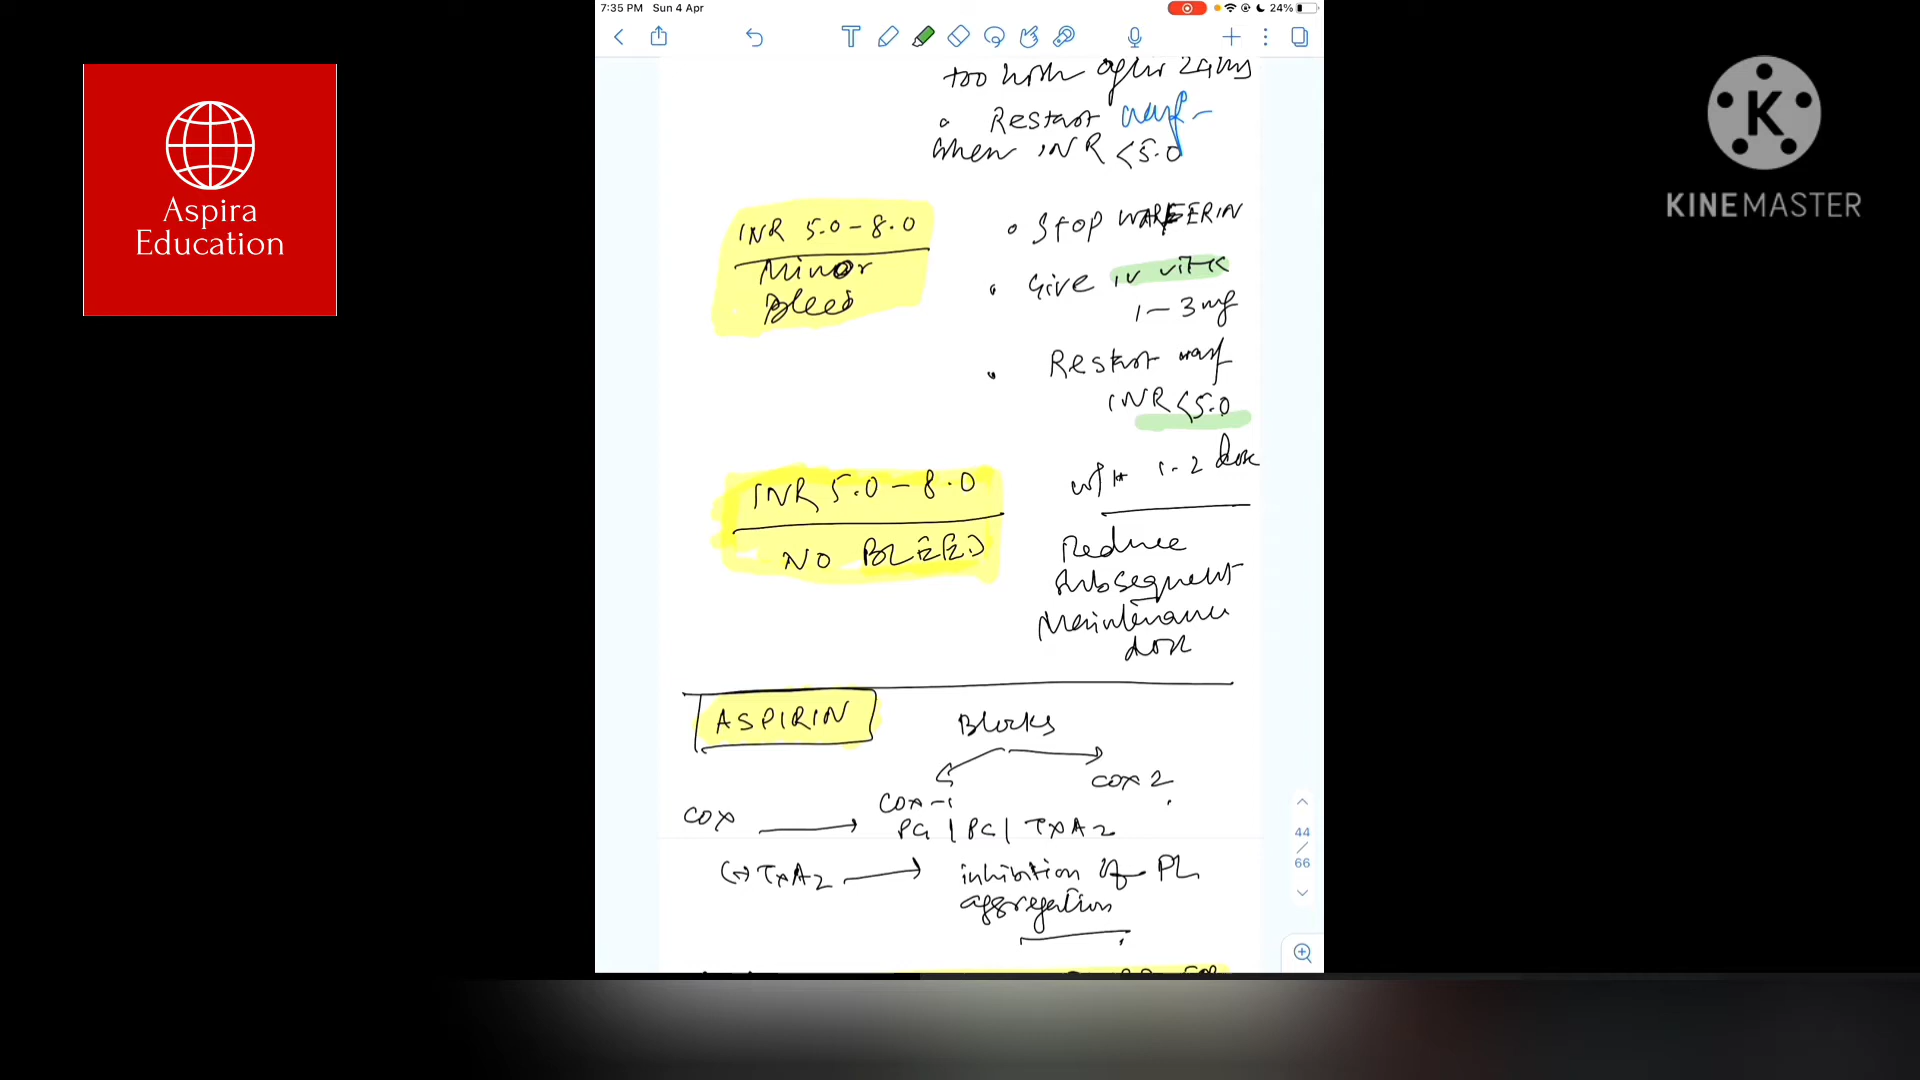 7:35 PM Sun 4 Apr
24%
Aspira
Education
K
KINEMASTER
too high after 24hrs
Restart warf-
when INR <5.0
INR 5.0-8.0
Minor
Bleed
STOP WARFERIN
Give IV vit K
1-3 mg
Restart warf
INR <5.0
INR 5.0-8.0
NO BLEED
w/H 1-2 dose
Reduce
Subsequent
Maintenance
dose
ASPIRIN
Blocks
COX-1
COX 2
COX
PG | PC | TXA2
(-) TXA2
inhibition of PL
aggregation
44
/
66